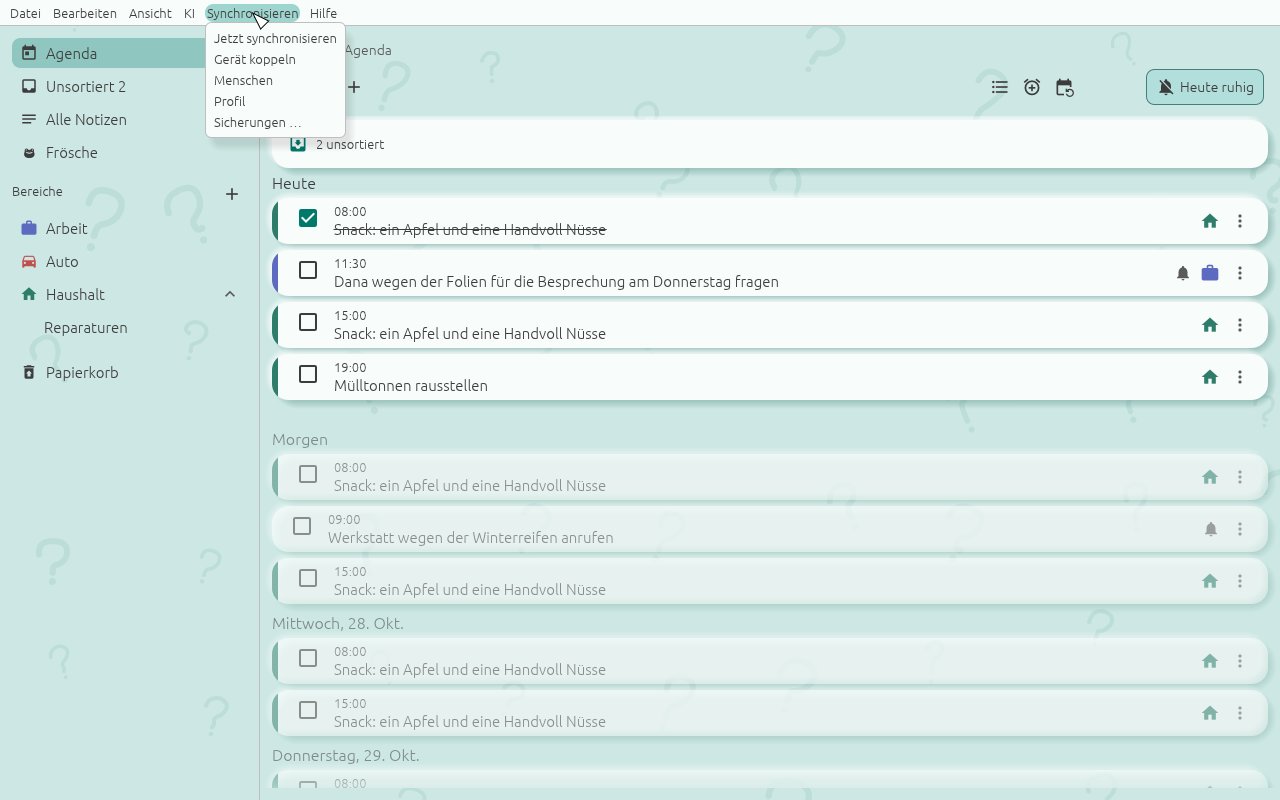 Datei Bearbeiten Ansicht KI Synchronisieren Hilfe
Jetzt synchronisieren
Gerät koppeln
Menschen
Profil
Sicherungen …
Agenda
Unsortiert 2
Alle Notizen
Frösche
Bereiche
Arbeit
Auto
Haushalt
Reparaturen
Papierkorb
Agenda
Heute ruhig
2 unsortiert
Heute
08:00
Snack: ein Apfel und eine Handvoll Nüsse
11:30
Dana wegen der Folien für die Besprechung am Donnerstag fragen
15:00
Snack: ein Apfel und eine Handvoll Nüsse
19:00
Mülltonnen rausstellen
Morgen
08:00
Snack: ein Apfel und eine Handvoll Nüsse
09:00
Werkstatt wegen der Winterreifen anrufen
15:00
Snack: ein Apfel und eine Handvoll Nüsse
Mittwoch, 28. Okt.
08:00
Snack: ein Apfel und eine Handvoll Nüsse
15:00
Snack: ein Apfel und eine Handvoll Nüsse
Donnerstag, 29. Okt.
08:00